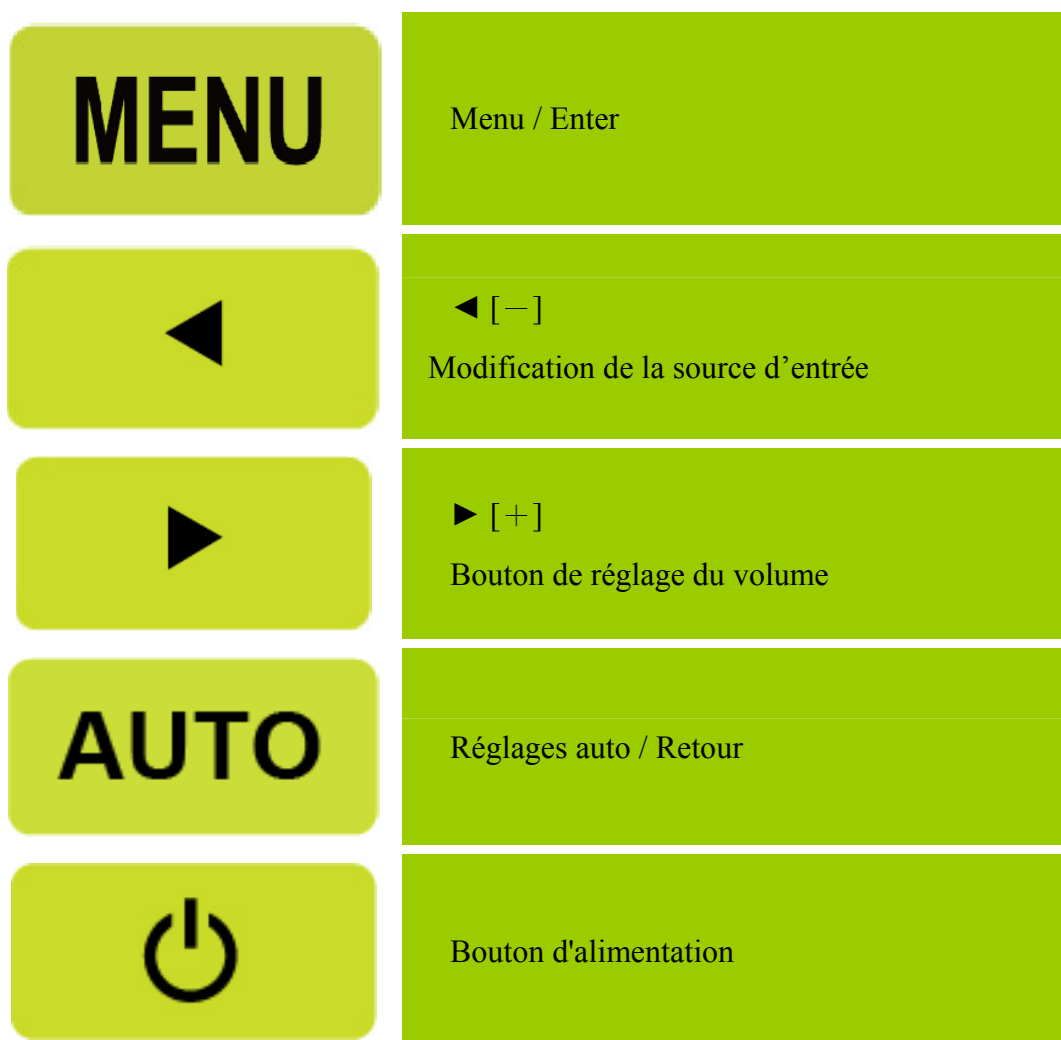 MENU
Menu / Enter
◄ [－]
Modification de la source d’entrée
► [＋]
Bouton de réglage du volume
AUTO
Réglages auto / Retour
Bouton d'alimentation